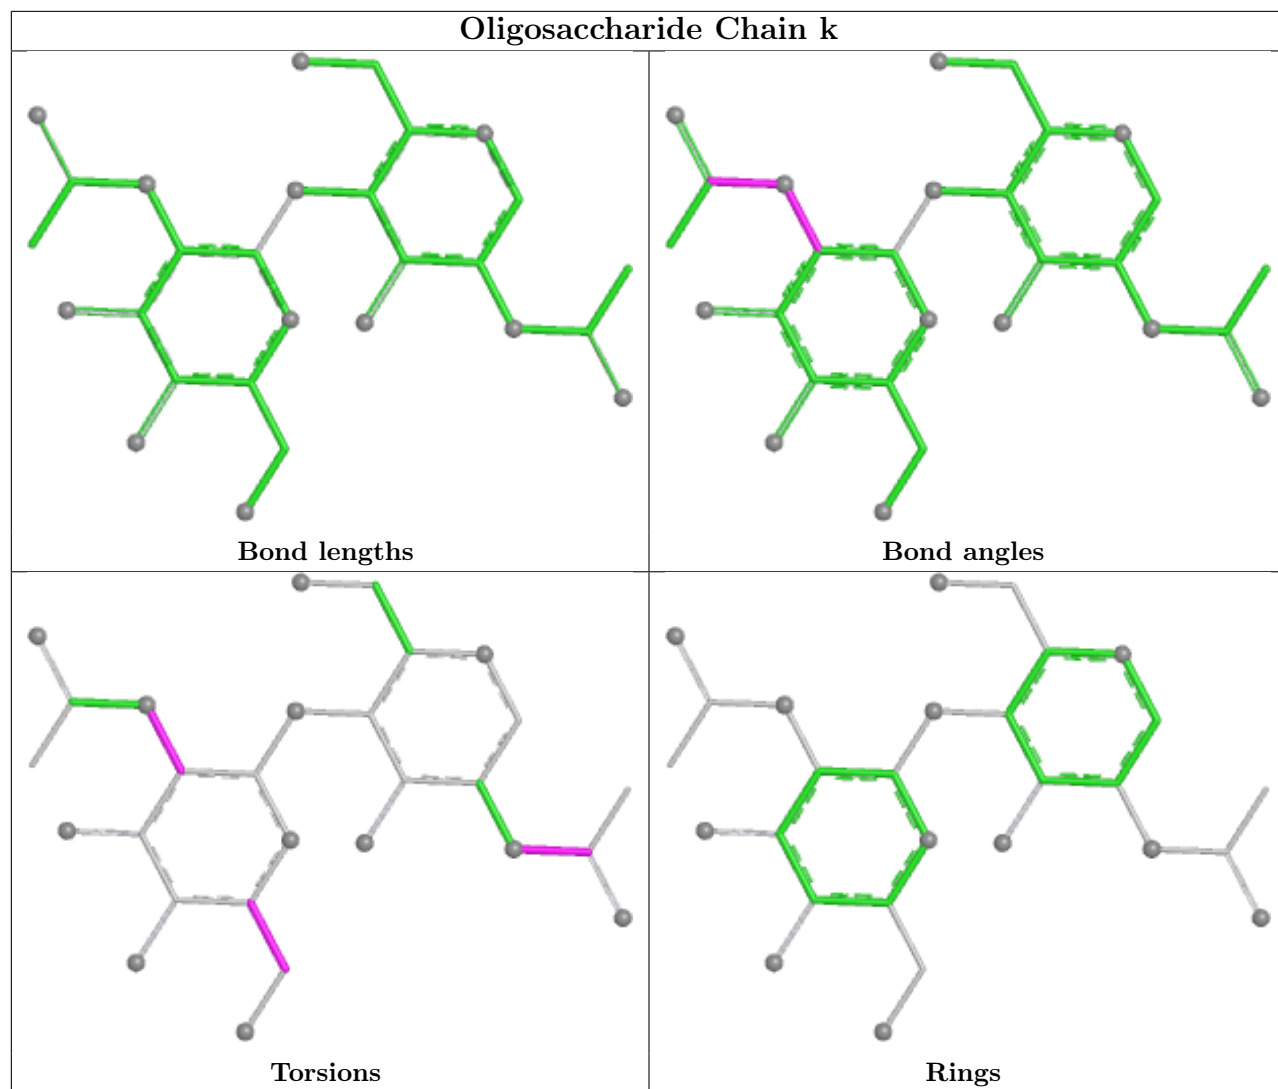 Oligosaccharide Chain k
Bond lengths
Bond angles
Torsions
Rings